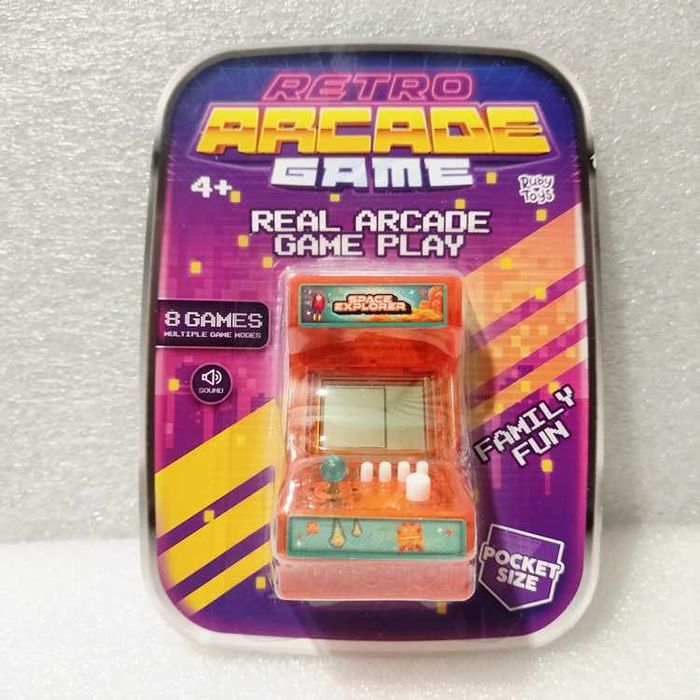 RETRO
ARCADE
GAME
4+
Ruby
Toys
REAL ARCADE
GAME PLAY
SPACE
EXPLORER
8 GAMES
MULTIPLE GAME MODES
SOUND
FAMILY
FUN
POCKET
SIZE